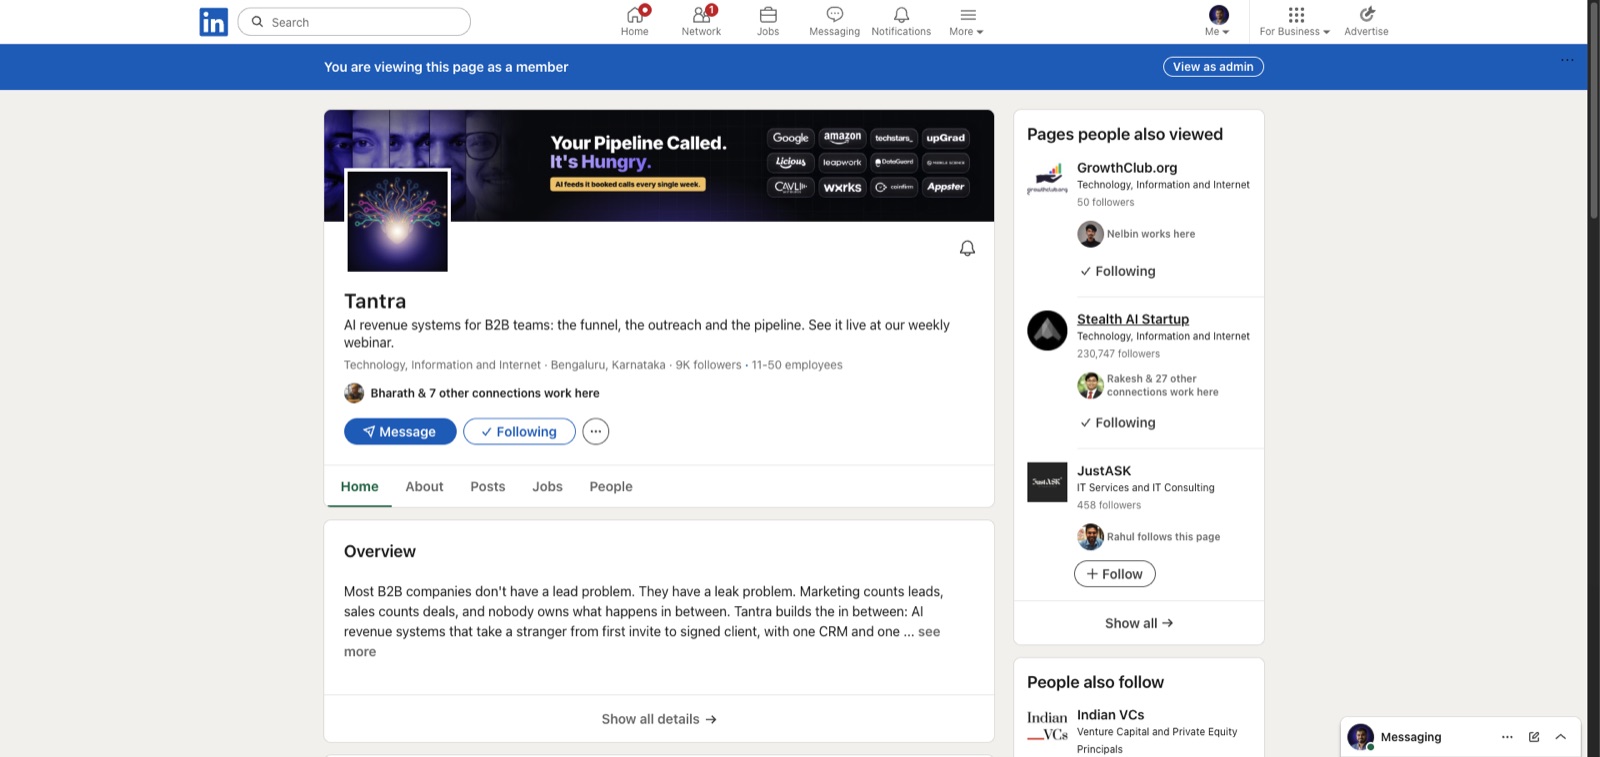 in
Search
Home
1
Network
Jobs
Messaging
Notifications
More
Me
For Business
Advertise
You are viewing this page as a member
View as admin
Your Pipeline Called.
It's Hungry.
AI feeds it booked calls every single week.
Google amazon techstars_ upGrad
Licious leapwork DataGuard
CAVLI wxrks coinfirm Appster
Tantra
AI revenue systems for B2B teams: the funnel, the outreach and the pipeline. See it live at our weekly
webinar.
Technology, Information and Internet · Bengaluru, Karnataka · 9K followers · 11-50 employees
Bharath & 7 other connections work here
Message
Following
Home
About
Posts
Jobs
People
Overview
Most B2B companies don't have a lead problem. They have a leak problem. Marketing counts leads,
sales counts deals, and nobody owns what happens in between. Tantra builds the in between: AI
revenue systems that take a stranger from first invite to signed client, with one CRM and one ... see
more
Show all details →
Pages people also viewed
growthclub.org
GrowthClub.org
Technology, Information and Internet
50 followers
Nelbin works here
Following
Stealth AI Startup
Technology, Information and Internet
230,747 followers
Rakesh & 27 other
connections work here
Following
JustASK
JustASK
IT Services and IT Consulting
458 followers
Rahul follows this page
+ Follow
Show all →
People also follow
Indian
VCs
Indian VCs
Venture Capital and Private Equity
Principals
Messaging